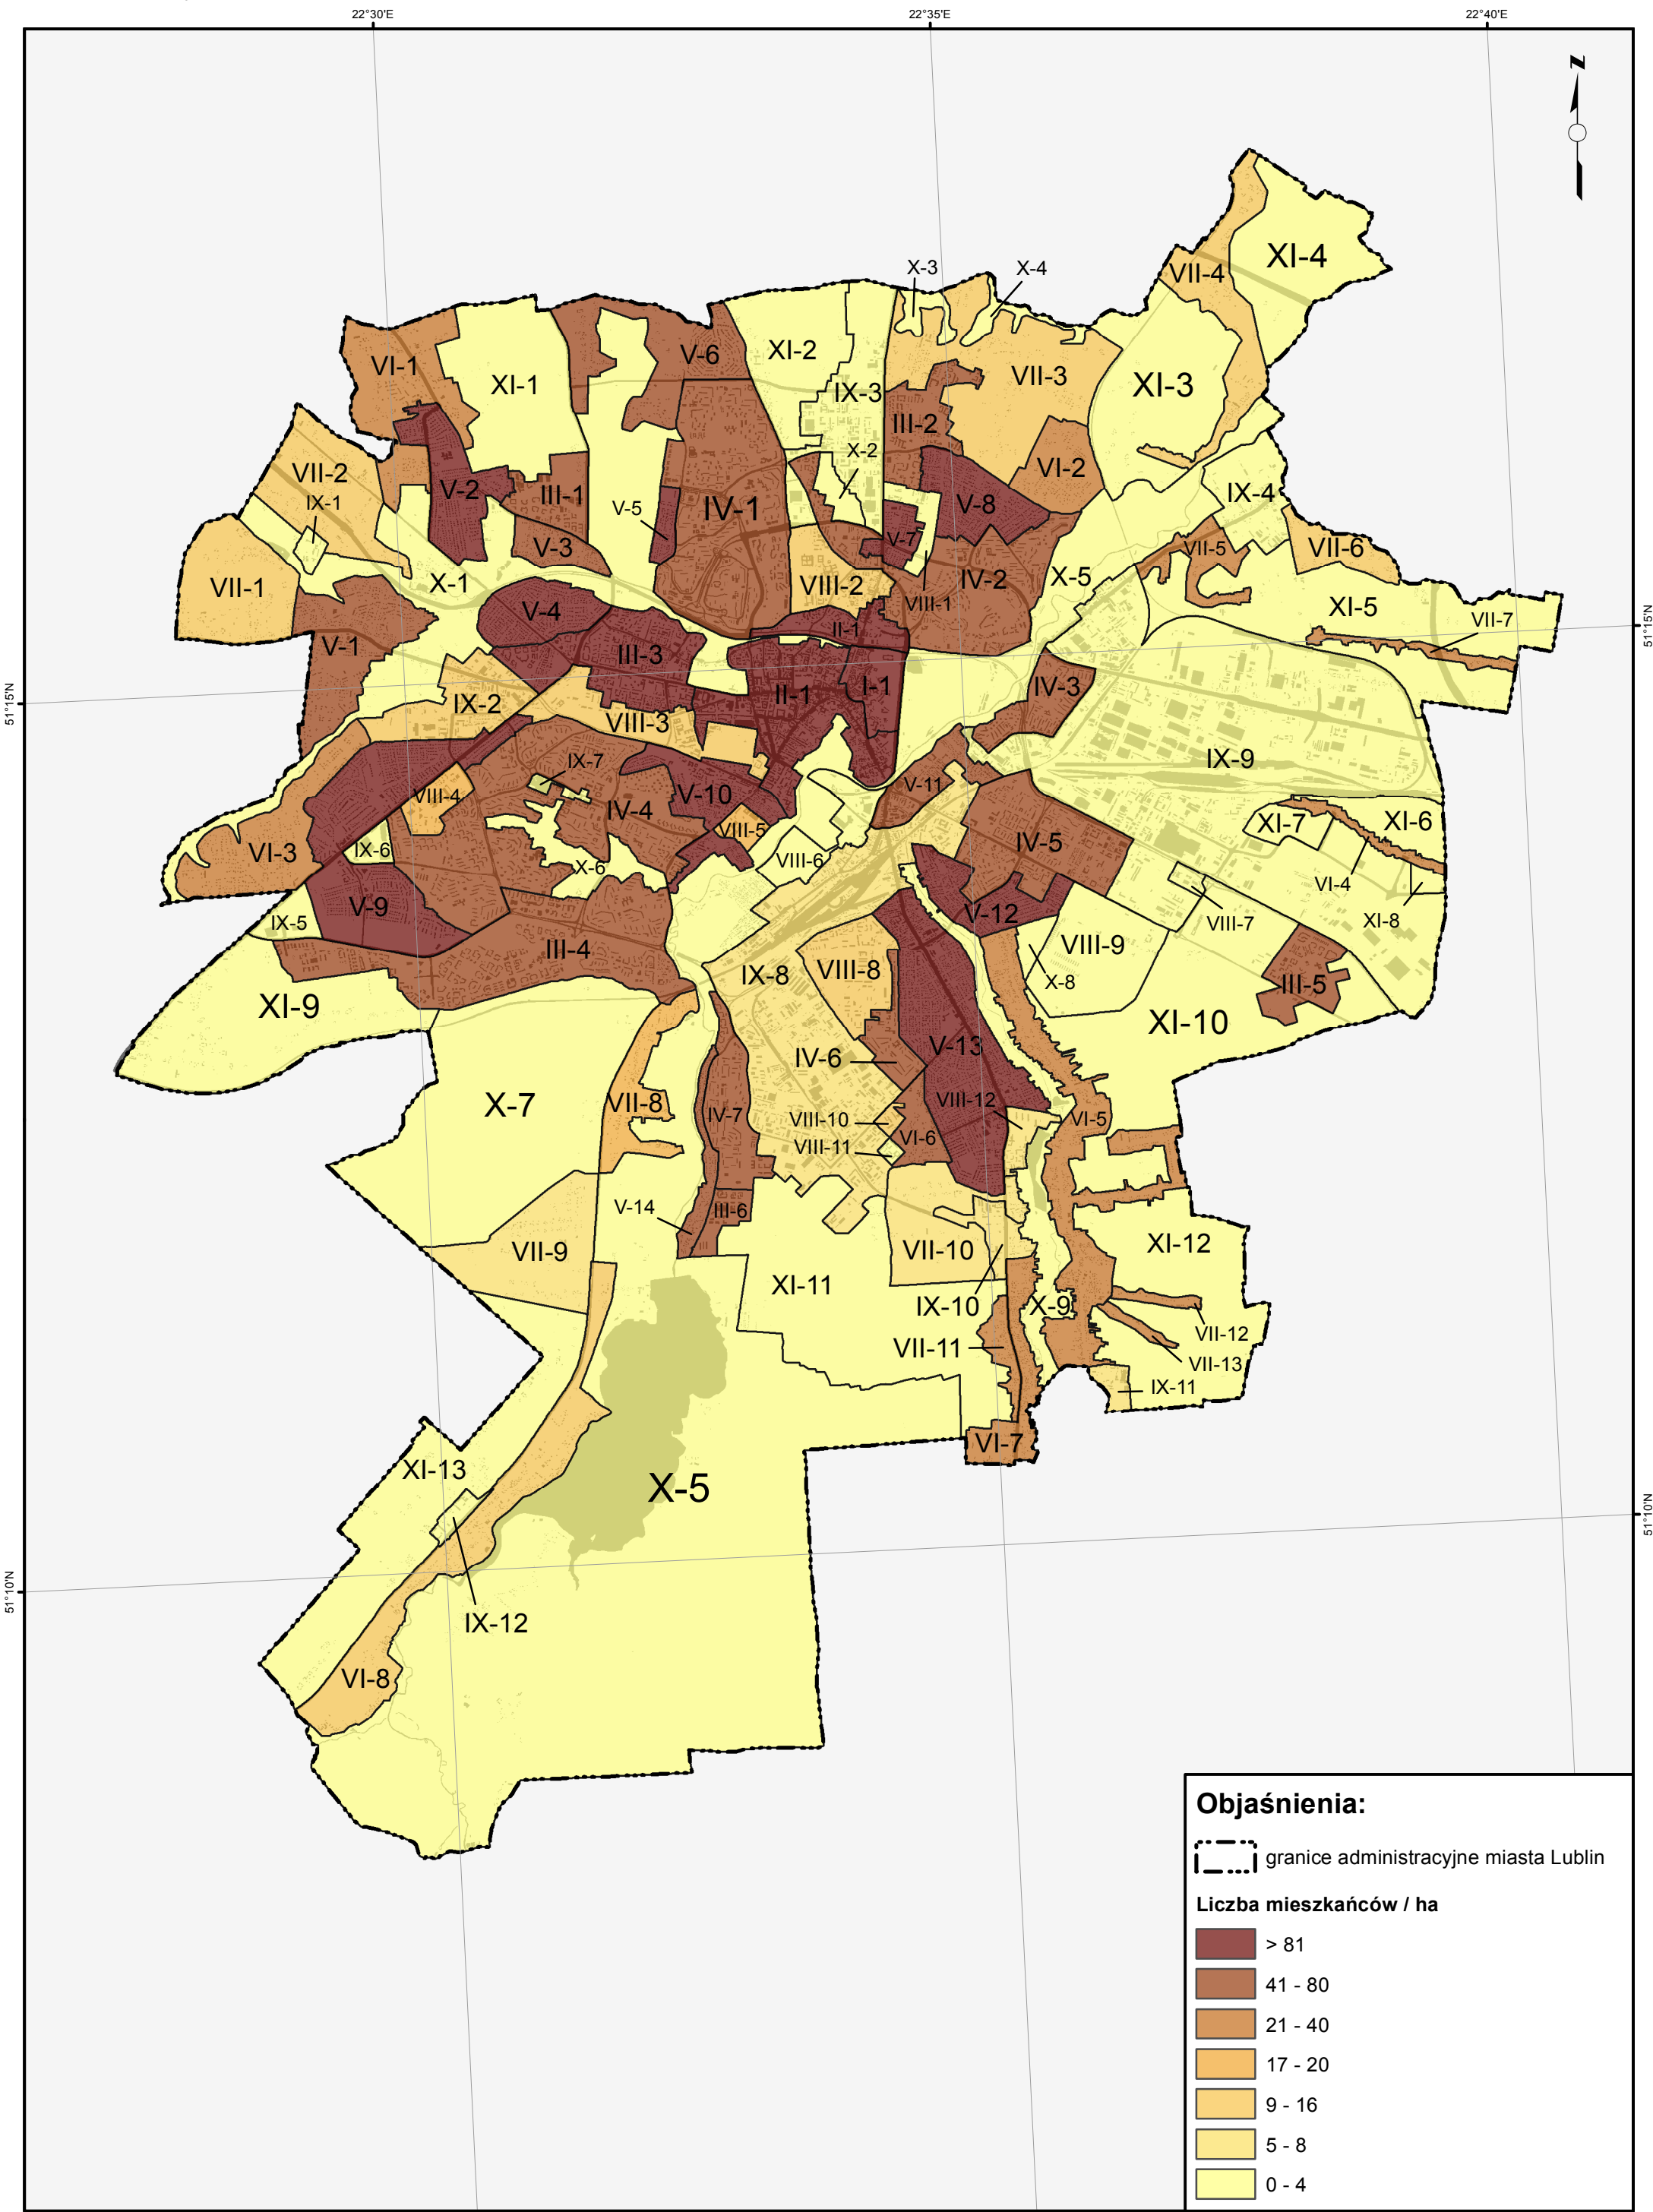 22°30'E 22°35'E 22°40'E
N
XI-4
X-3 X-4 VII-4
VI-1 V-6 XI-2
XI-1 VII-3 XI-3
IX-3
III-2
VII-2 X-2 VI-2
V-2 III-1 IX-4
IX-1 V-5 IV-1 V-8
V-3 V-7 VII-5 VII-6
VII-1 X-1 VIII-2 IV-2 X-5
V-4 VIII-1 XI-5
II-1 VII-7
51°15'N
V-1 III-3
II-1 I-1 IV-3
51°15'N
IX-2
VIII-3
IX-7 IX-9
VIII-4 V-10 V-11
IV-4
VIII-5 XI-7 XI-6
VI-3 IX-6 IV-5
X-6 VIII-6
VI-4
V-9 V-12
IX-5 XI-8
VIII-7
III-4 VIII-9
IX-8 VIII-8
X-8 III-5
XI-9 XI-10
V-13
IV-6
X-7 VII-8 VIII-12
IV-7 VIII-10 VI-5
VI-6
VIII-11
V-14 III-6
VII-9 VII-10 XI-12
XI-11
IX-10 X-9
VII-11 VII-12
VII-13
IX-11
VI-7
XI-13
X-5
51°10'N
51°10'N
IX-12
VI-8
Objaśnienia:
granice administracyjne miasta Lublin
Liczba mieszkańców / ha
> 81
41 - 80
21 - 40
17 - 20
9 - 16
5 - 8
0 - 4